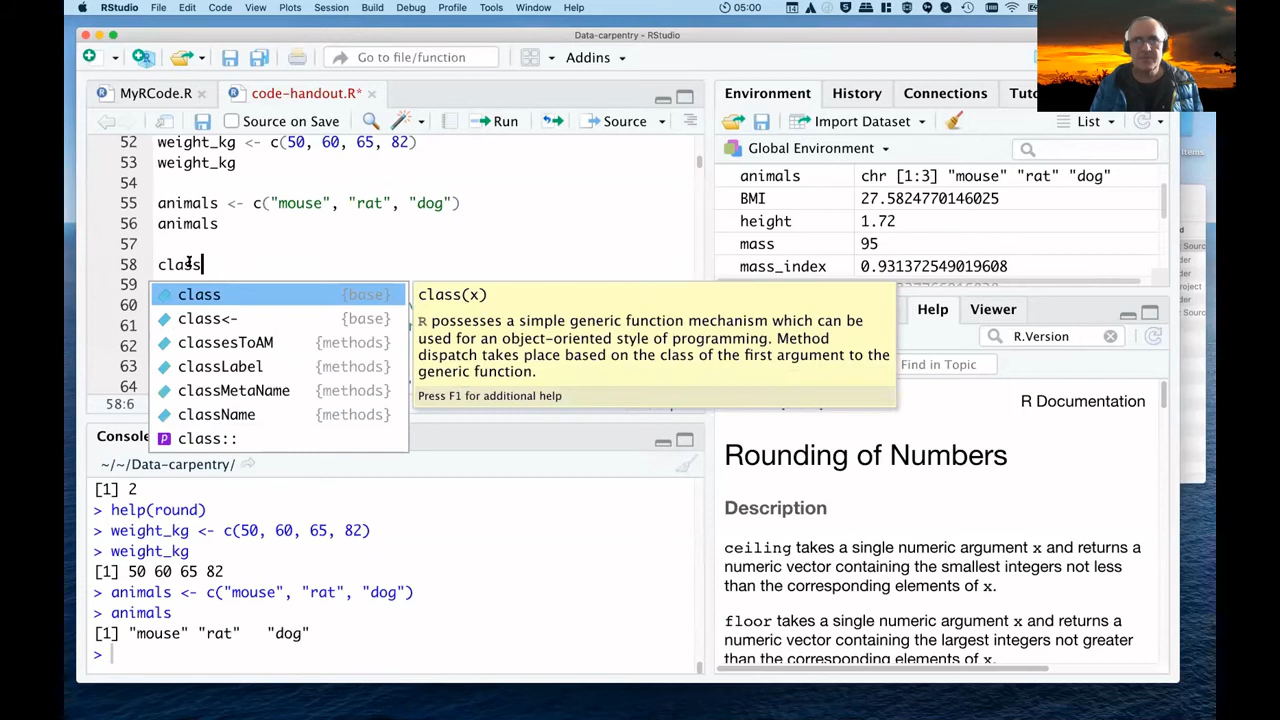 RStudio File Edit Code View Plots Session Build Debug Profile Tools Window Help 05:00
Data-carpentry - RStudio
Go to file/function Addins
MyRCode.R code-handout.R*
Source on Save Run Source
52 weight_kg <- c(50, 60, 65, 82)
53 weight_kg
54
55 animals <- c("mouse", "rat", "dog")
56 animals
57
58 class
59
60
61
62
63
64
class {base}
class<- {base}
classesToAM {methods}
classLabel {methods}
classMetaName {methods}
className {methods}
class::
class(x)
R possesses a simple generic function mechanism which can be
used for an object-oriented style of programming. Method
dispatch takes place based on the class of the first argument to the
generic function.
Press F1 for additional help
58:6
Console
~/~/Data-carpentry/
[1] 2
> help(round)
> weight_kg <- c(50, 60, 65, 82)
> weight_kg
[1] 50 60 65 82
> animals <- c("mouse", "rat", "dog")
> animals
[1] "mouse" "rat" "dog"
>
Environment History Connections Tuto
Import Dataset List
Global Environment
animals chr [1:3] "mouse" "rat" "dog"
BMI 27.5824770146025
height 1.72
mass 95
mass_index 0.931372549019608
Help Viewer
R.Version
Find in Topic
R Documentation
Rounding of Numbers
Description
ceiling takes a single numeric argument x and returns a
numeric vector containing the smallest integers not less
than the corresponding elements of x.
floor takes a single numeric argument x and returns a
numeric vector containing the largest integers not greater
than the corresponding elements of x.